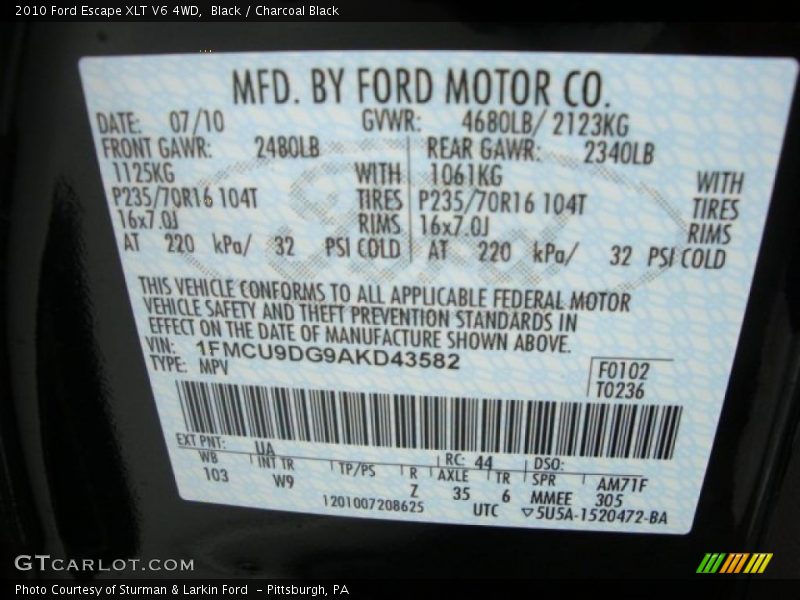 2010 Ford Escape XLT V6 4WD, Black / Charcoal Black
MFD. BY FORD MOTOR CO.
DATE: 07/10 GVWR: 4680LB/ 2123KG
FRONT GAWR: 2480LB REAR GAWR: 2340LB
1125KG WITH 1061KG WITH
P235/70R16 104T TIRES P235/70R16 104T TIRES
16x7.0J RIMS 16x7.0J RIMS
AT 220 kPa/ 32 PSI COLD AT 220 kPa/ 32 PSI COLD
THIS VEHICLE CONFORMS TO ALL APPLICABLE FEDERAL MOTOR
VEHICLE SAFETY AND THEFT PREVENTION STANDARDS IN
EFFECT ON THE DATE OF MANUFACTURE SHOWN ABOVE.
VIN: 1FMCU9DG9AKD43582
TYPE: MPV
F0102
T0236
EXT PNT: UA RC: 44 DSO:
WB INT TR TP/PS R AXLE TR SPR AM71F
103 W9 Z 35 6 MMEE 305
1201007208625 UTC ▽5U5A-1520472-BA
GTCARLOT.COM
Photo Courtesy of Sturman & Larkin Ford - Pittsburgh, PA